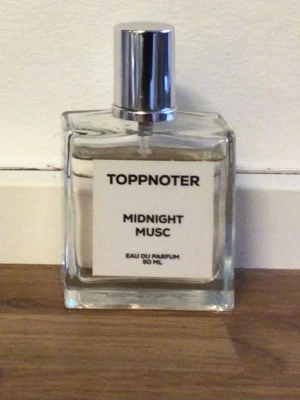 TOPPNOTER
MIDNIGHT
MUSC
EAU DU PARFUM
50 ML